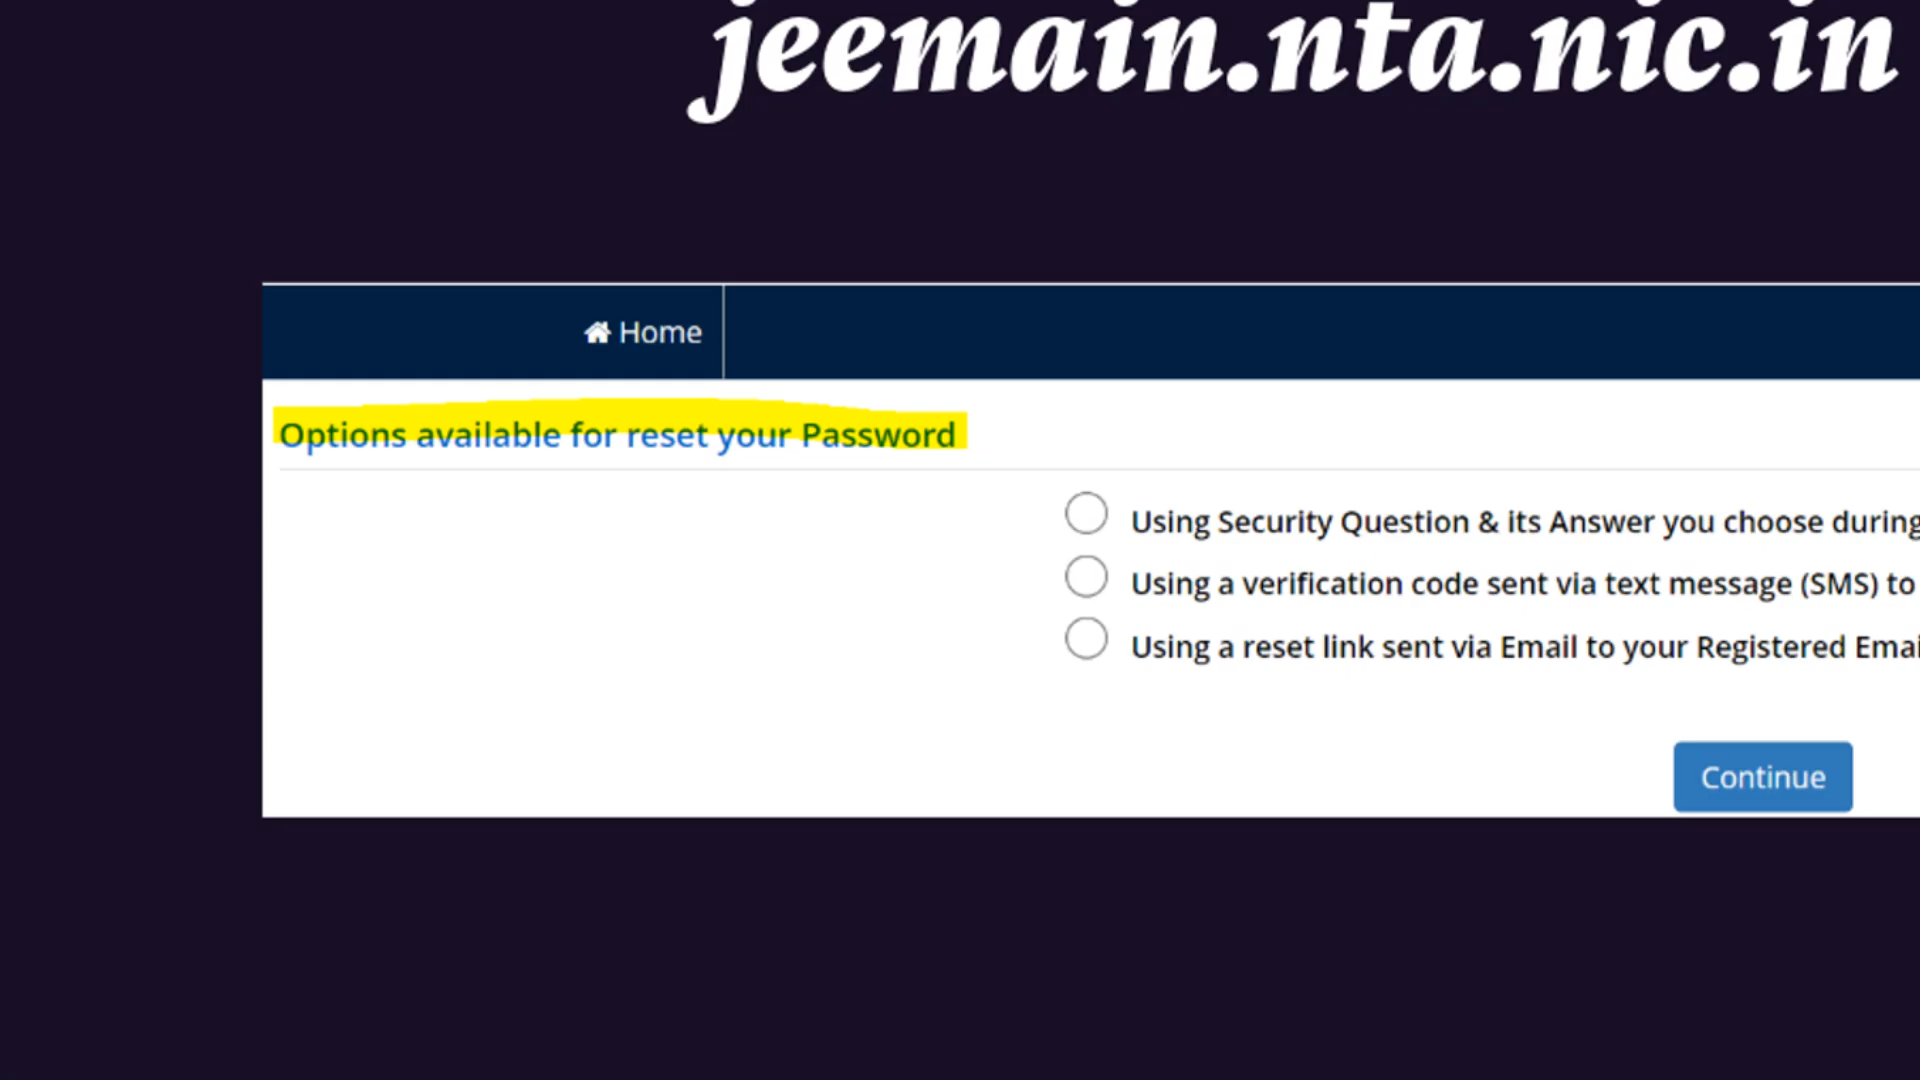 jeemain.nta.nic.in
Home
Options available for reset your Password
Using Security Question & its Answer you choose during
Using a verification code sent via text message (SMS) to
Using a reset link sent via Email to your Registered Emai
Continue